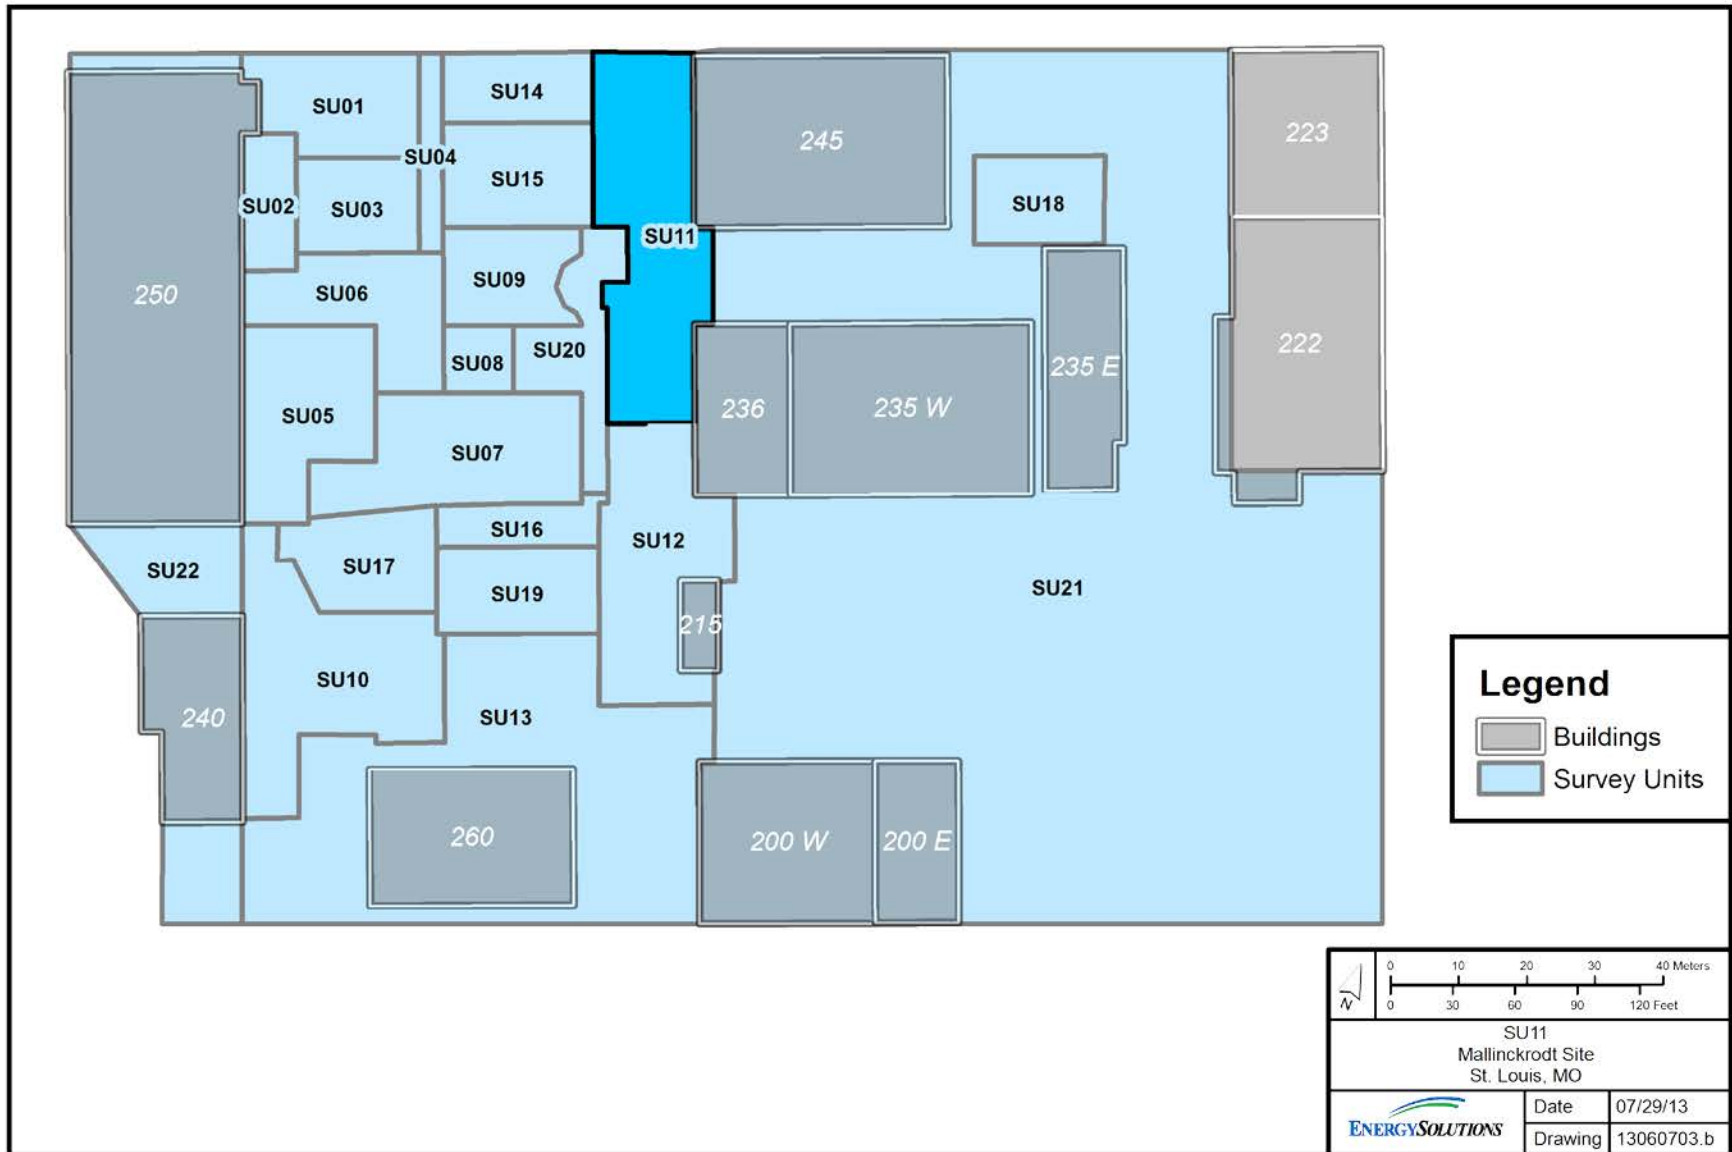 SU14
SU01
245
223
SU04
SU15
SU02
SU03
SU18
SU11
SU09
250
SU06
222
SU20
SU08
235 E
236
235 W
SU05
SU07
SU16
SU12
SU17
SU22
SU21
SU19
215
SU10
SU13
240
260
200 W
200 E
Legend
Buildings
Survey Units
N
0 10 20 30 40 Meters
0 30 60 90 120 Feet
SU11
Mallinckrodt Site
St. Louis, MO
ENERGYSOLUTIONS
Date 07/29/13
Drawing 13060703.b